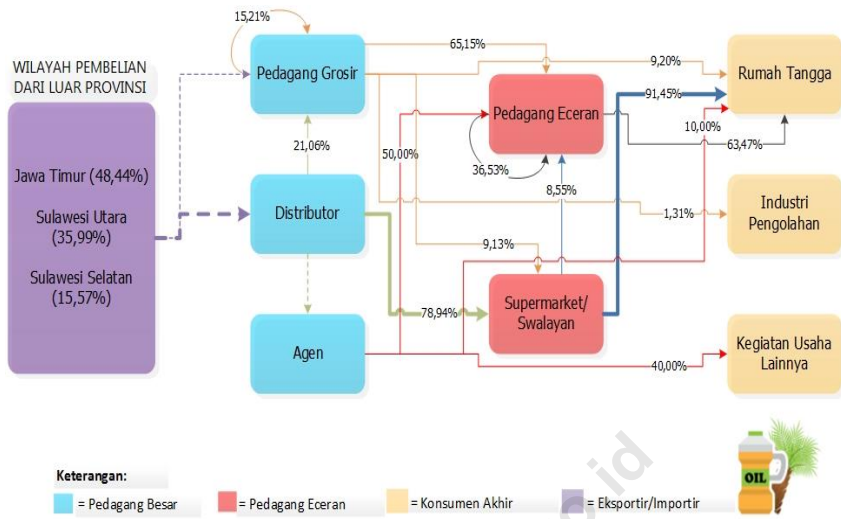 WILAYAH PEMBELIAN
DARI LUAR PROVINSI
Jawa Timur (48,44%)
Sulawesi Utara
(35,99%)
Sulawesi Selatan
(15,57%)
15,21%
Pedagang Grosir
21,06%
Distributor
Agen
65,15%
Pedagang Eceran
50,00%
36,53%
8,55%
9,13%
78,94%
Supermarket/
Swalayan
9,20%
91,45%
10,00%
63,47%
1,31%
40,00%
Rumah Tangga
Industri
Pengolahan
Kegiatan Usaha
Lainnya
Keterangan:
= Pedagang Besar
= Pedagang Eceran
= Konsumen Akhir
= Eksportir/Importir
OIL